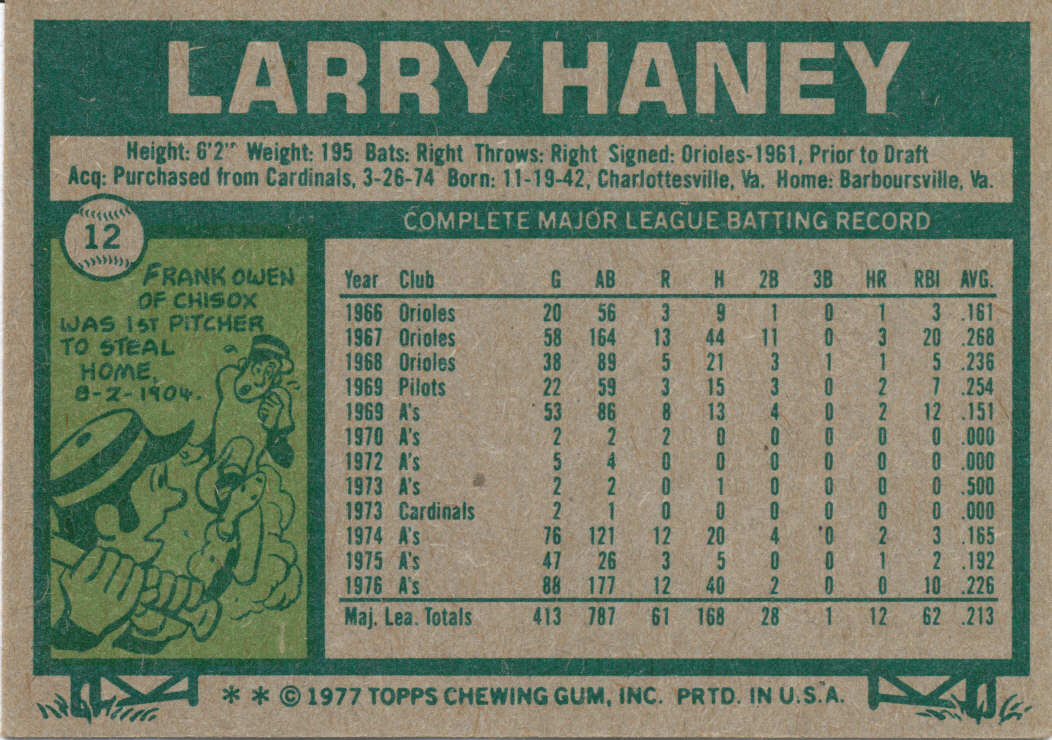 LARRY HANEY
Height: 6'2" Weight: 195 Bats: Right Throws: Right Signed: Orioles-1961, Prior to Draft
Acq: Purchased from Cardinals, 3-26-74 Born: 11-19-42, Charlottesville, Va. Home: Barboursville, Va.
12
FRANK OWEN
OF CHISOX
WAS 1ST PITCHER
TO STEAL
HOME,
8-2-1904.
COMPLETE MAJOR LEAGUE BATTING RECORD
Year Club G AB R H 2B 3B HR RBI AVG.
1966 Orioles 20 56 3 9 1 0 1 3 .161
1967 Orioles 58 164 13 44 11 0 3 20 .268
1968 Orioles 38 89 5 21 3 1 1 5 .236
1969 Pilots 22 59 3 15 3 0 2 7 .254
1969 A's 53 86 8 13 4 0 2 12 .151
1970 A's 2 2 2 0 0 0 0 0 .000
1972 A's 5 4 0 0 0 0 0 0 .000
1973 A's 2 2 0 1 0 0 0 0 .500
1973 Cardinals 2 1 0 0 0 0 0 0 .000
1974 A's 76 121 12 20 4 0 2 3 .165
1975 A's 47 26 3 5 0 0 1 2 .192
1976 A's 88 177 12 40 2 0 0 10 .226
Maj. Lea. Totals 413 787 61 168 28 1 12 62 .213
* * © 1977 TOPPS CHEWING GUM, INC. PRTD. IN U.S.A.